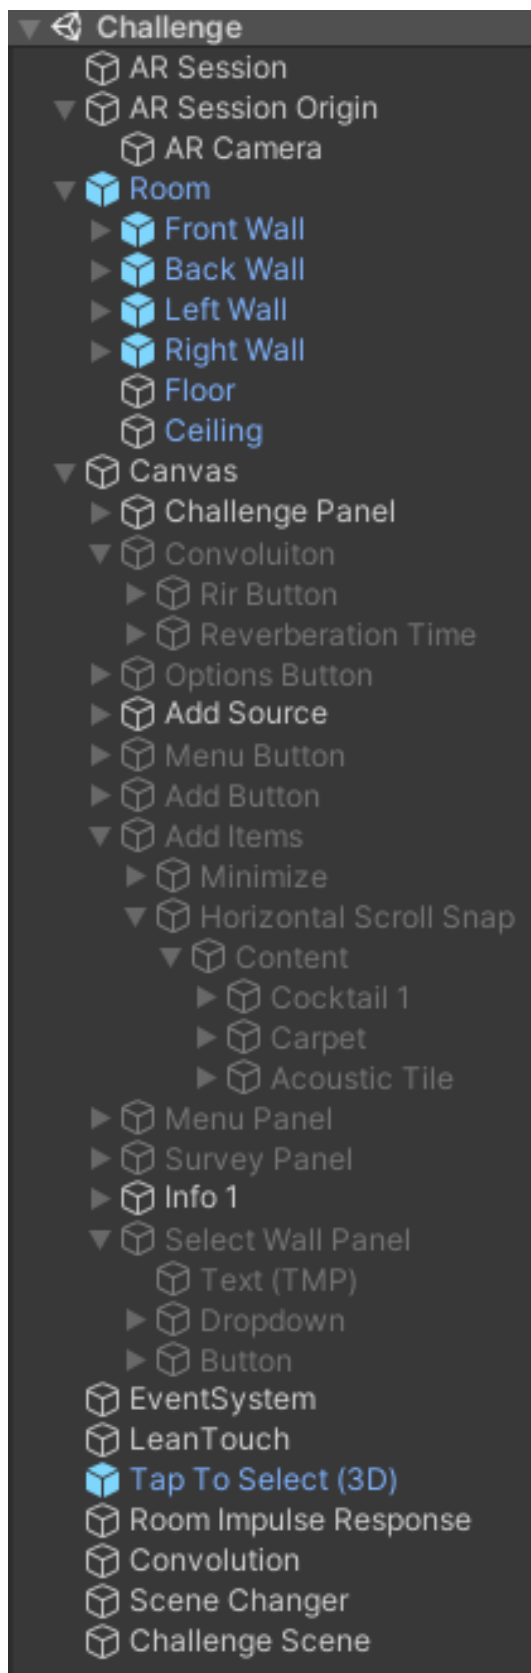 Challenge
AR Session
AR Session Origin
AR Camera
Room
Front Wall
Back Wall
Left Wall
Right Wall
Floor
Ceiling
Canvas
Challenge Panel
Convoluiton
Rir Button
Reverberation Time
Options Button
Add Source
Menu Button
Add Button
Add Items
Minimize
Horizontal Scroll Snap
Content
Cocktail 1
Carpet
Acoustic Tile
Menu Panel
Survey Panel
Info 1
Select Wall Panel
Text (TMP)
Dropdown
Button
EventSystem
LeanTouch
Tap To Select (3D)
Room Impulse Response
Convolution
Scene Changer
Challenge Scene